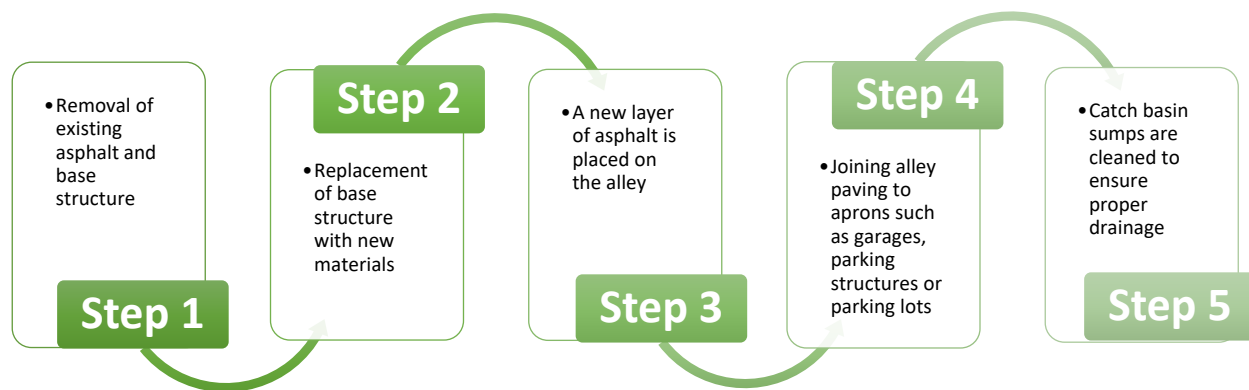 •Removal of
existing
asphalt and
base
structure
Step 1
Step 2
•Replacement
of base
structure
with new
materials
•A new layer
of asphalt is
placed on
the alley
Step 3
Step 4
•Joining alley
paving to
aprons such
as garages,
parking
structures or
parking lots
•Catch basin
sumps are
cleaned to
ensure
proper
drainage
Step 5